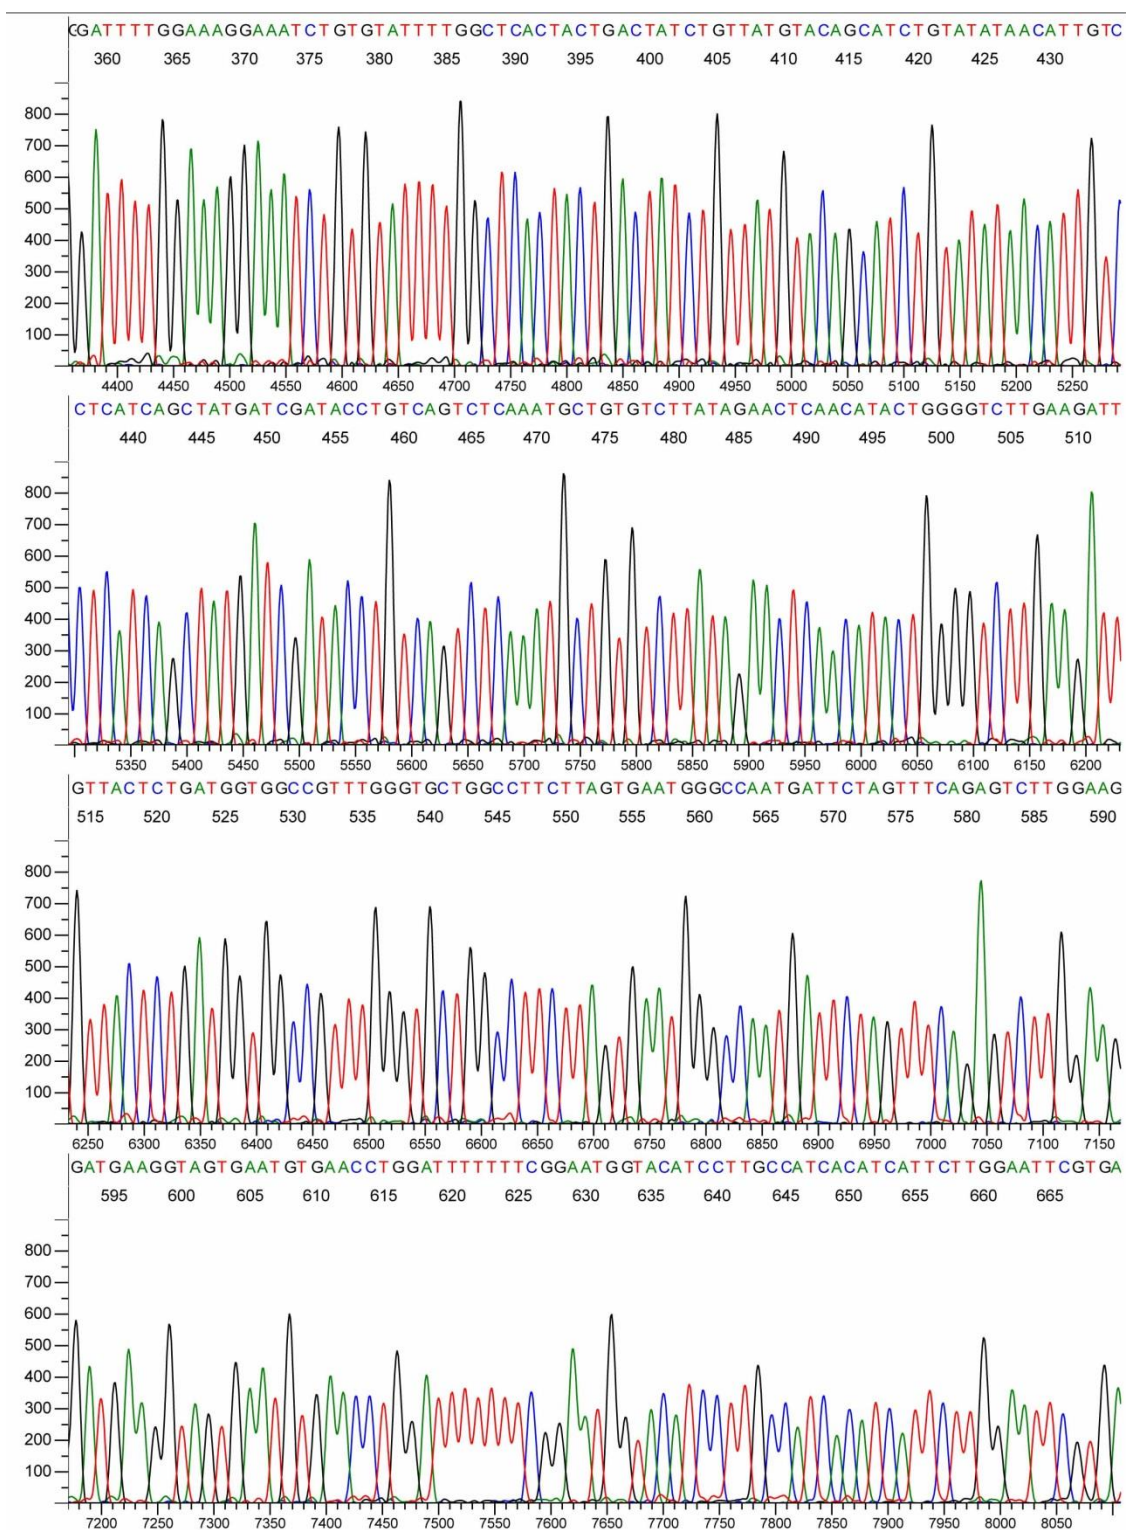 GGATTTTGGAAAGGAAATCTGTGTATTTTGGCTCACTACTGACTATCTGTTATGTACAGCATCTGTATATAACATTGTC
360 365 370 375 380 385 390 395 400 405 410 415 420 425 430
800
700
600
500
400
300
200
100
4400 4450 4500 4550 4600 4650 4700 4750 4800 4850 4900 4950 5000 5050 5100 5150 5200 5250
CTCATCAGCTATGATCGATACCTGTCAGTCTCAAATGCTGTGTCTTATAGAACTCAACATACTGGGGTCTTGAAGATT
440 445 450 455 460 465 470 475 480 485 490 495 500 505 510
800
700
600
500
400
300
200
100
5350 5400 5450 5500 5550 5600 5650 5700 5750 5800 5850 5900 5950 6000 6050 6100 6150 6200
GTTACTCTGATGGTGGCCGTTTGGGTGCTGGCCTTCTTAGTGAATGGGCCAATGATTCTAGTTTCAGAGTCTTGGAAG
515 520 525 530 535 540 545 550 555 560 565 570 575 580 585 590
800
700
600
500
400
300
200
100
6250 6300 6350 6400 6450 6500 6550 6600 6650 6700 6750 6800 6850 6900 6950 7000 7050 7100 7150
GATGAAGGTAGTGAATGTGAACCTGGATTTTTTTCGGAATGGTACATCCTTGCCATCACATCATTCTTGGAATTCGTGA
595 600 605 610 615 620 625 630 635 640 645 650 655 660 665
800
700
600
500
400
300
200
100
7200 7250 7300 7350 7400 7450 7500 7550 7600 7650 7700 7750 7800 7850 7900 7950 8000 8050